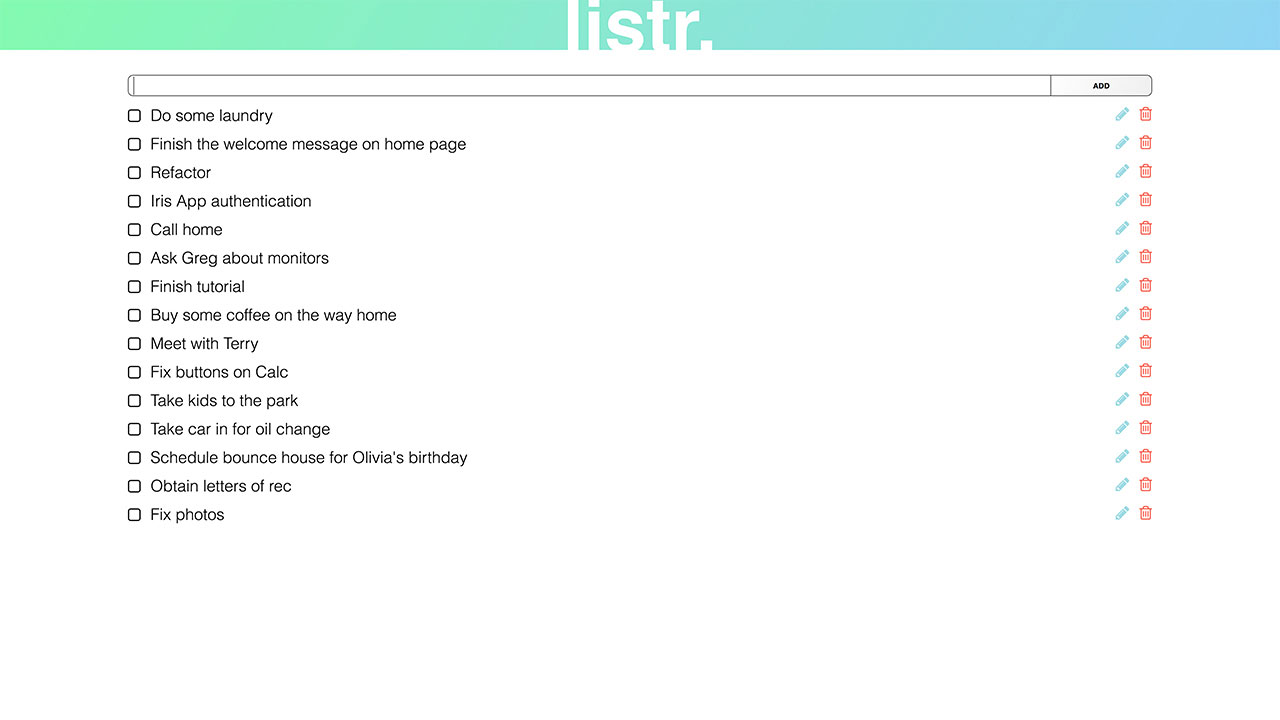 listr.
ADD
Do some laundry
Finish the welcome message on home page
Refactor
Iris App authentication
Call home
Ask Greg about monitors
Finish tutorial
Buy some coffee on the way home
Meet with Terry
Fix buttons on Calc
Take kids to the park
Take car in for oil change
Schedule bounce house for Olivia's birthday
Obtain letters of rec
Fix photos